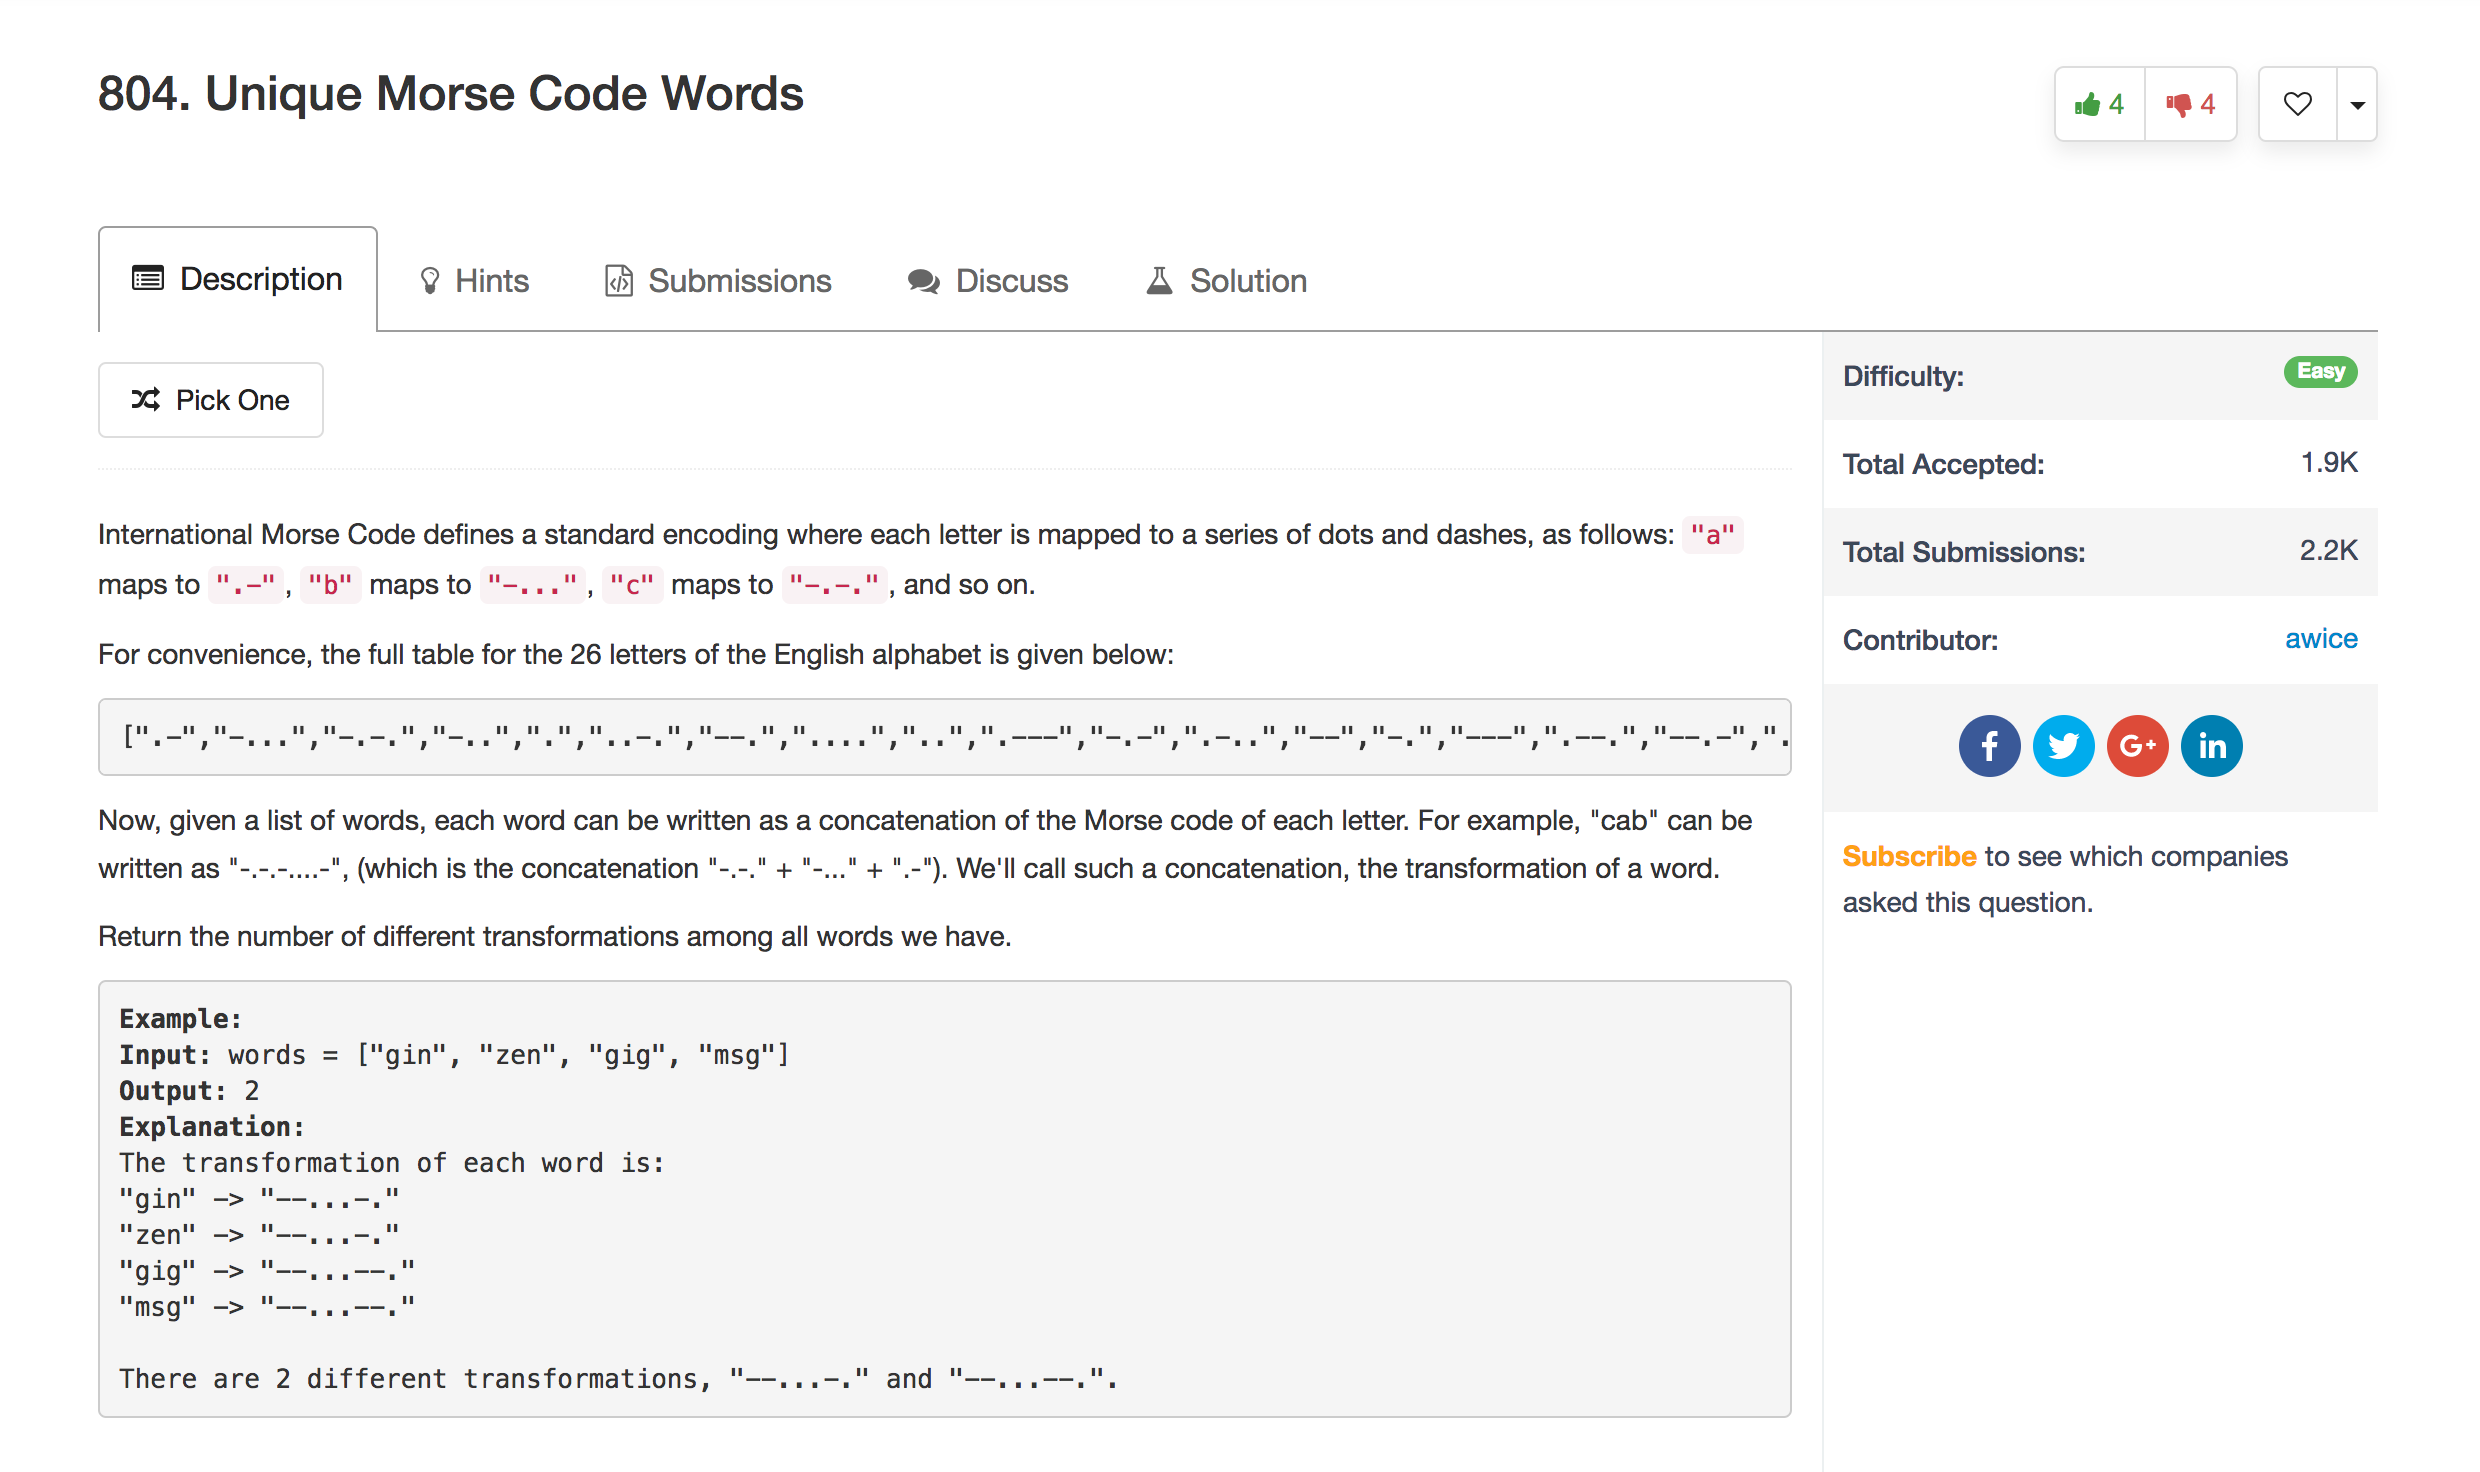 804. Unique Morse Code Words
4
4
Description
Hints
Submissions
Discuss
Solution
Pick One
Difficulty:
Easy
Total Accepted:
1.9K
Total Submissions:
2.2K
Contributor:
awice
f
G+
in
Subscribe to see which companies
asked this question.
International Morse Code defines a standard encoding where each letter is mapped to a series of dots and dashes, as follows: "a"
maps to ".-", "b" maps to "-...", "c" maps to "-.-.", and so on.
For convenience, the full table for the 26 letters of the English alphabet is given below:
[".-","-...","-.-.","-..",".","..-.","--.","....","..",".---","-.-",".-..","--","-.","---",".--.","--.-",".
Now, given a list of words, each word can be written as a concatenation of the Morse code of each letter. For example, "cab" can be
written as "-.-.-....-", (which is the concatenation "-.-." + "-..." + ".-"). We'll call such a concatenation, the transformation of a word.
Return the number of different transformations among all words we have.
Example:
Input: words = ["gin", "zen", "gig", "msg"]
Output: 2
Explanation:
The transformation of each word is:
"gin" -> "--...-."
"zen" -> "--...-."
"gig" -> "--...--."
"msg" -> "--...--."
There are 2 different transformations, "--...-." and "--...--.".